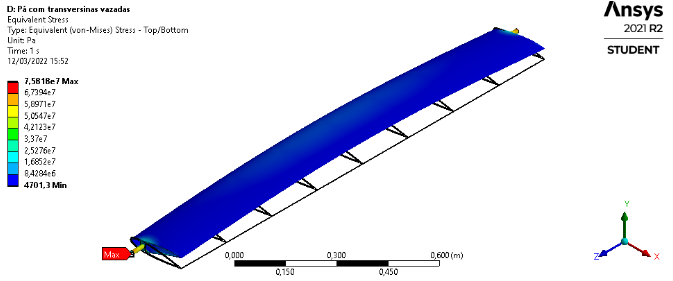 D: Pá com transversinas vazadas
Equivalent Stress
Type: Equivalent (von-Mises) Stress - Top/Bottom
Unit: Pa
Time: 1 s
12/03/2022 15:52
7,5818e7 Max
6,7394e7
5,8971e7
5,0547e7
4,2123e7
3,37e7
2,5276e7
1,6852e7
8,4284e6
4701,3 Min
Ansys
2021 R2
STUDENT
Max
0,000
0,300
0,600 (m)
0,150
0,450
Y
Z
X